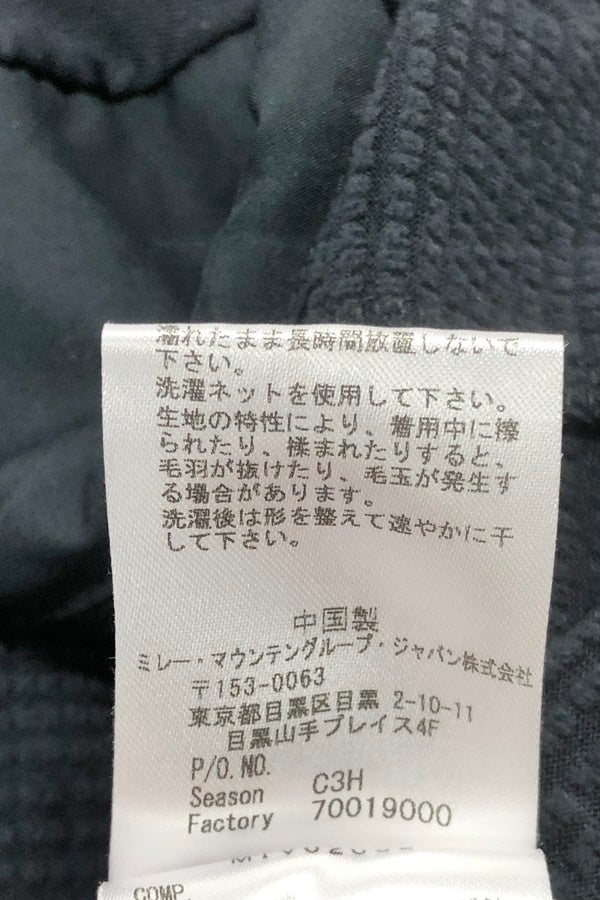 濡れたまま長時間放置しないで
下さい。
洗濯ネットを使用して下さい。
生地の特性により、着用中に擦
られたり、揉まれたりすると、
毛羽が抜けたり、毛玉が発生す
る場合があります。
洗濯後は形を整えて速やかに干
して下さい。
中国製
ミレー・マウンテングループ・ジャパン株式会社
〒153-0063
東京都目黒区目黒 2-10-11
目黒山手プレイス4F
P/O.NO.
Season C3H
Factory 70019000
COMP